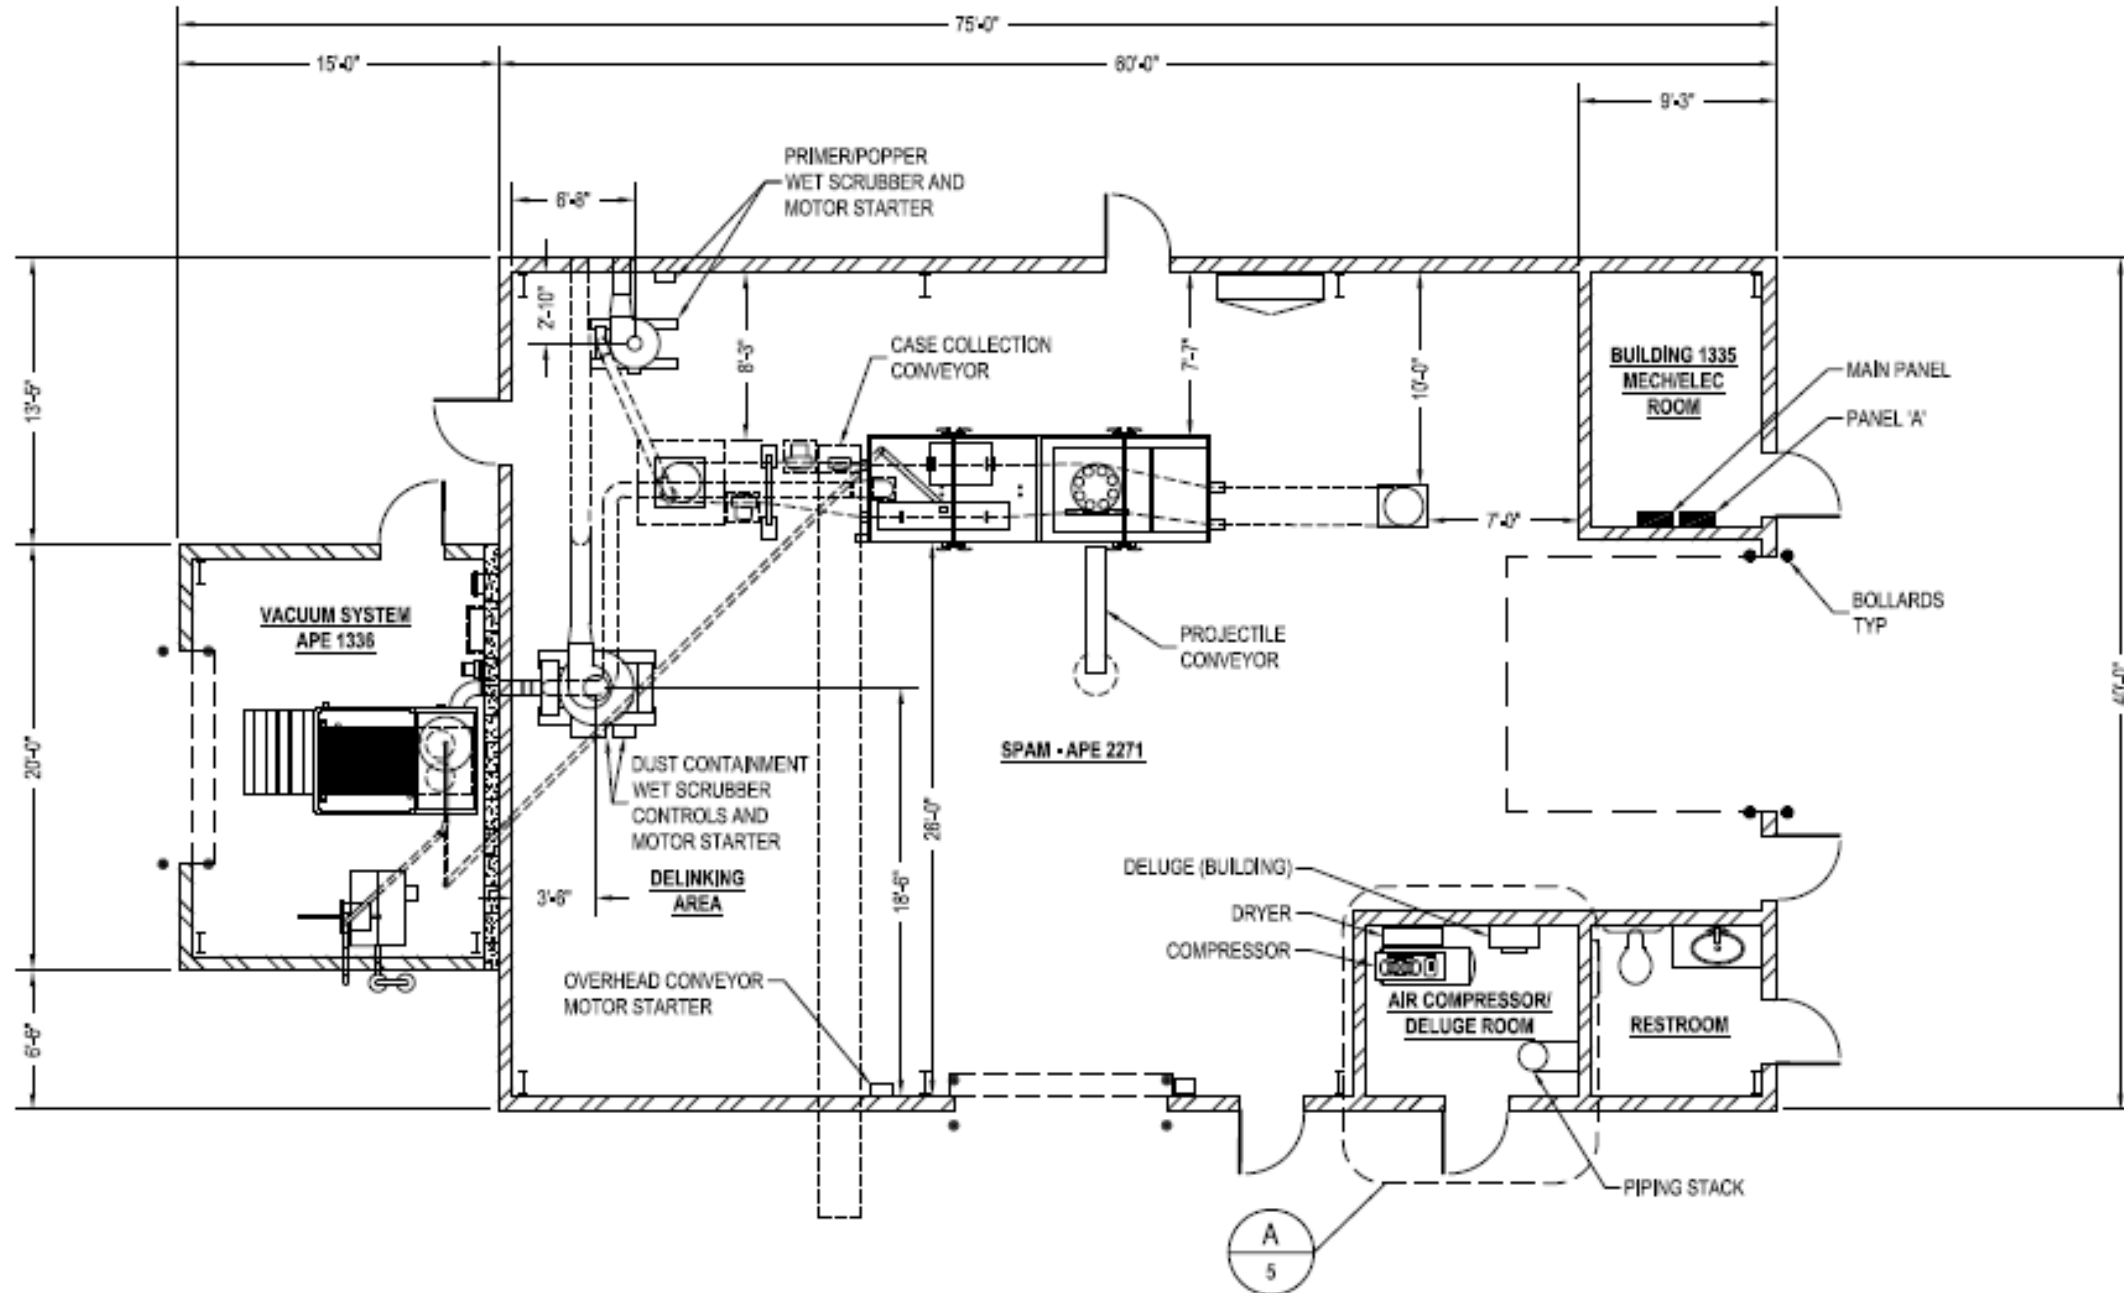 75'-0"
15'-0"
60'-0"
9'-3"
PRIMER/POPPER
WET SCRUBBER AND
MOTOR STARTER
6'-8"
2'-10"
8'-3"
CASE COLLECTION
CONVEYOR
7'-7"
10'-0"
BUILDING 1335
MECH/ELEC
ROOM
MAIN PANEL
PANEL 'A'
13'-6"
7'-0"
VACUUM SYSTEM
APE 1336
PROJECTILE
CONVEYOR
BOLLARDS
TYP
40'-0"
20'-0"
DUST CONTAINMENT
WET SCRUBBER
CONTROLS AND
MOTOR STARTER
SPAM - APE 2271
26'-0"
18'-6"
DELINKING
AREA
3'-6"
DELUGE (BUILDING)
DRYER
COMPRESSOR
OVERHEAD CONVEYOR
MOTOR STARTER
AIR COMPRESSOR/
DELUGE ROOM
RESTROOM
6'-6"
PIPING STACK
A
5